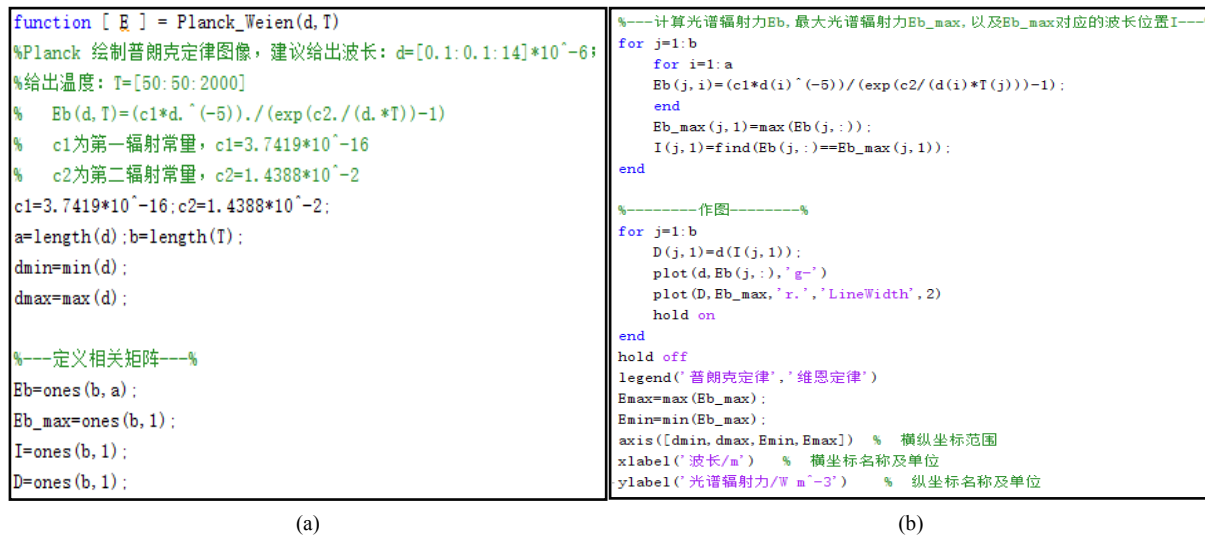 function [ E ] = Planck_Weien(d,T)
%Planck 绘制普朗克定律图像，建议给出波长：d=[0.1:0.1:14]*10^-6;
%给出温度：T=[50:50:2000]
%   Eb(d,T)=(c1*d.^(-5))./(exp(c2./(d.*T))-1)
%   c1为第一辐射常量，c1=3.7419*10^-16
%   c2为第二辐射常量，c2=1.4388*10^-2
c1=3.7419*10^-16;c2=1.4388*10^-2;
a=length(d);b=length(T);
dmin=min(d);
dmax=max(d);
%---定义相关矩阵---%
Eb=ones(b,a);
Eb_max=ones(b,1);
I=ones(b,1);
D=ones(b,1);
(a)
%---计算光谱辐射力Eb,最大光谱辐射力Eb_max,以及Eb_max对应的波长位置I---%
for j=1:b
    for i=1:a
    Eb(j,i)=(c1*d(i)^(-5))/(exp(c2/(d(i)*T(j)))-1);
    end
    Eb_max(j,1)=max(Eb(j,:));
    I(j,1)=find(Eb(j,:)==Eb_max(j,1));
end
%--------作图--------%
for j=1:b
    D(j,1)=d(I(j,1));
    plot(d,Eb(j,:),'g-')
    plot(D,Eb_max,'r.','LineWidth',2)
    hold on
end
hold off
legend('普朗克定律','维恩定律')
Emax=max(Eb_max);
Emin=min(Eb_max);
axis([dmin,dmax,Emin,Emax])  %  横纵坐标范围
xlabel('波长/m')   %  横坐标名称及单位
ylabel('光谱辐射力/W m^-3')    %  纵坐标名称及单位
(b)